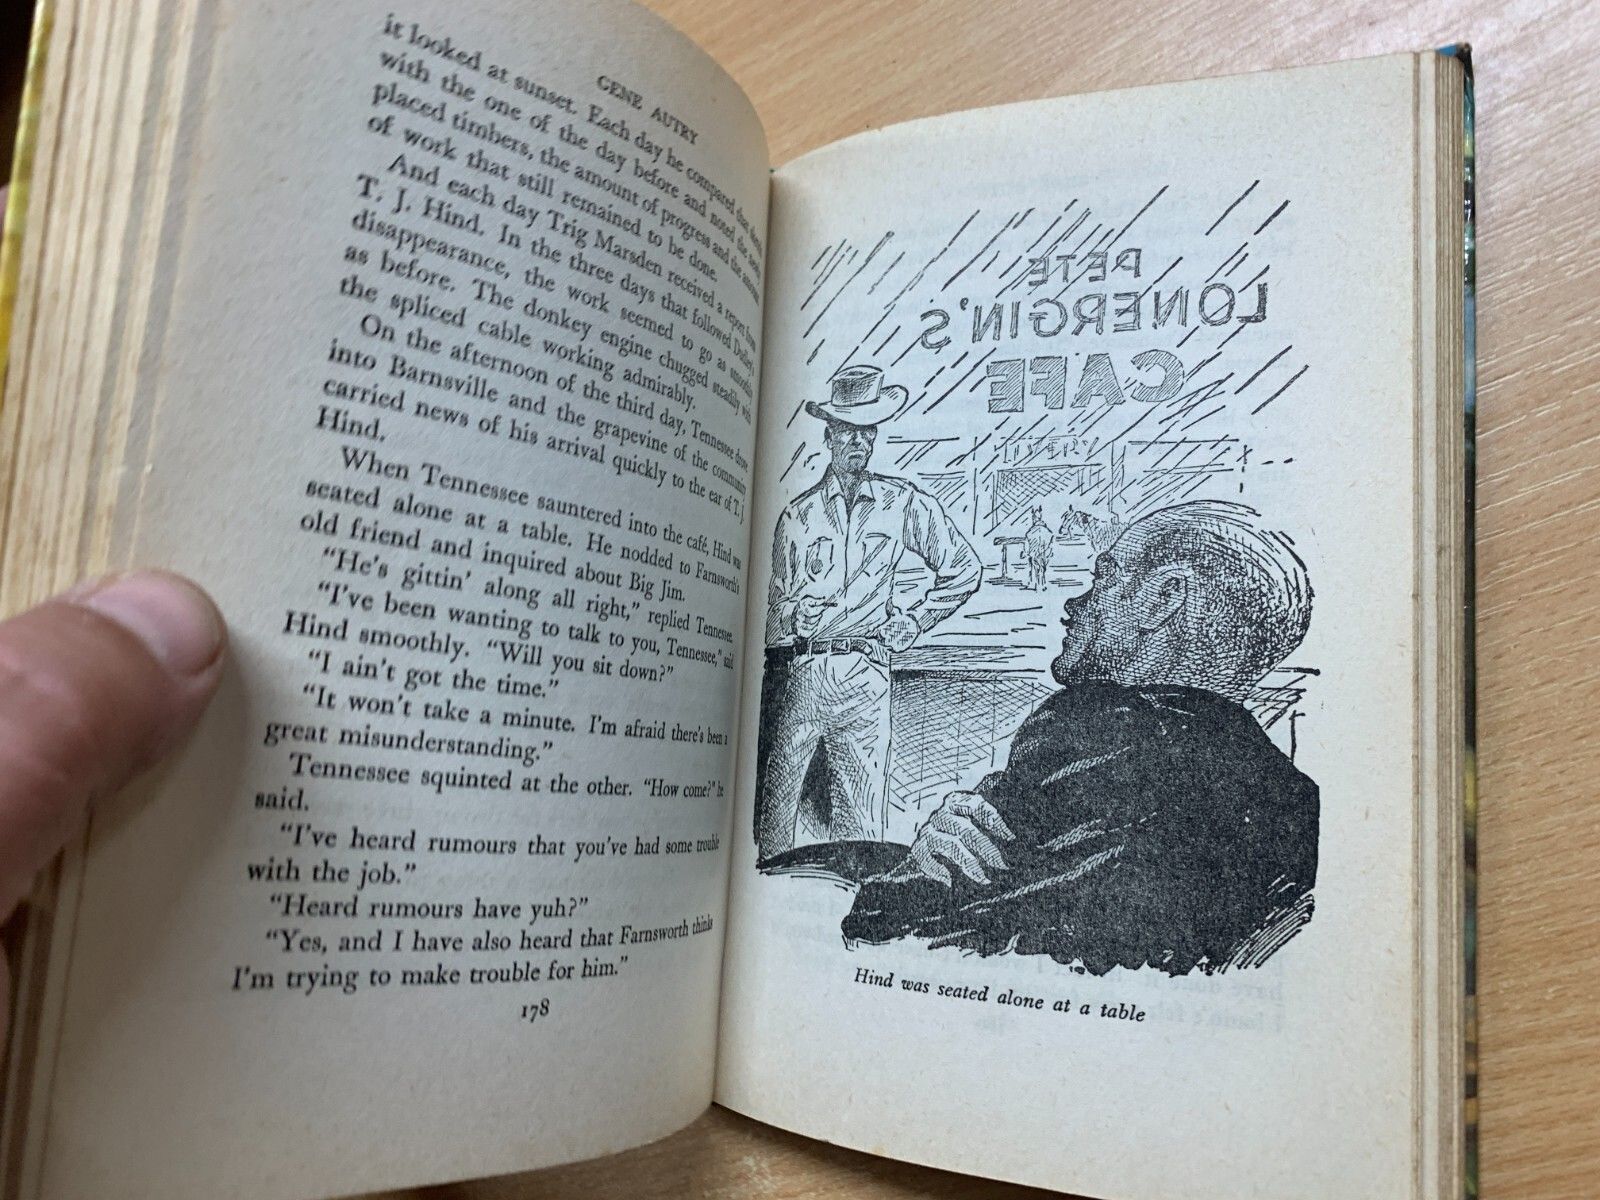 GENE AUTRY
it looked at sunset. Each day he compared that
with the one of the day before and noted the newly
placed timbers, the amount of progress and the amount
of work that still remained to be done.
And each day Trig Marsden received a report from
T. J. Hind. In the three days that followed Dudley's
disappearance, the work seemed to go as smoothly
as before. The donkey engine chugged steadily with
the spliced cable working admirably.
On the afternoon of the third day, Tennessee drove
into Barnsville and the grapevine of the community
carried news of his arrival quickly to the ear of T. J.
Hind.
When Tennessee sauntered into the café, Hind was
seated alone at a table. He nodded to Farnsworth's
old friend and inquired about Big Jim.
“He's gittin' along all right,” replied Tennessee.
“I've been wanting to talk to you, Tennessee,” said
Hind smoothly. “Will you sit down?”
“I ain't got the time.”
“It won't take a minute. I'm afraid there's been a
great misunderstanding.”
Tennessee squinted at the other. “How come?” he
said.
“I've heard rumours that you've had some trouble
with the job.”
“Heard rumours have yuh?”
“Yes, and I have also heard that Farnsworth thinks
I'm trying to make trouble for him.”
178
PETE
LONERGIN'S
CAFE
Hind was seated alone at a table